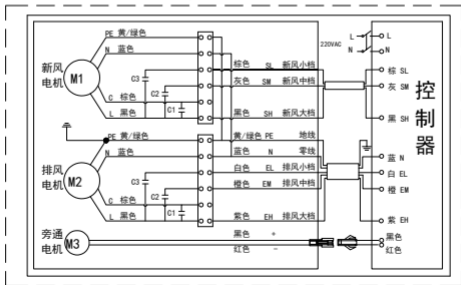 PE 黄/绿色
N 蓝色
新风
电机
M1
C3
C2
C1
C 棕色
L 黑色
棕色 SL 新风小档
灰色 SM 新风中档
黑色 SH 新风大档
220VAC
L
N
L
N
棕 SL
灰 SM
黑 SH
控制器
PE 黄/绿色
N 蓝色
排风
电机
M2
C3
C2
C1
C 棕色
L 黑色
黄/绿色 PE 地线
蓝色 N 零线
白色 EL 排风小档
橙色 EM 排风中档
紫色 EH 排风大档
蓝 N
白 EL
橙 EM
紫 EH
旁通
电机
M3
黑色 +
红色 -
黑色
红色